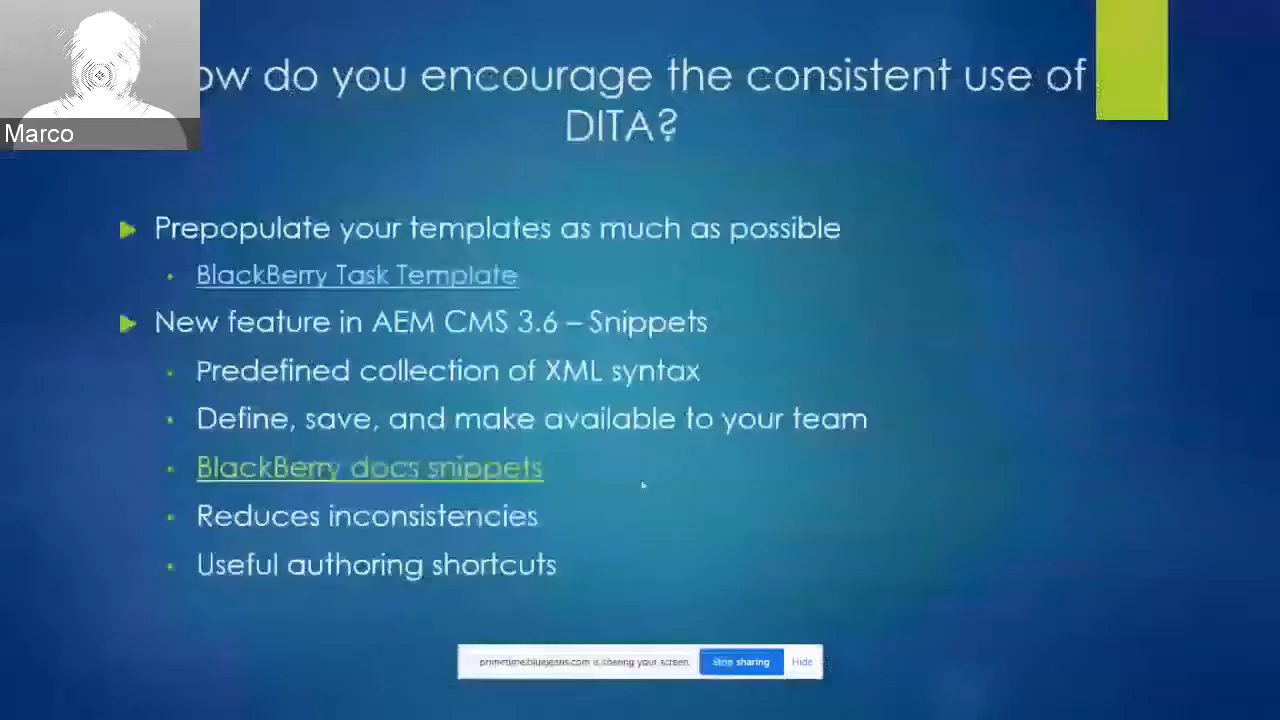 Marco
ow do you encourage the consistent use of
DITA?
Prepopulate your templates as much as possible
BlackBerry Task Template
New feature in AEM CMS 3.6 – Snippets
Predefined collection of XML syntax
Define, save, and make available to your team
BlackBerry docs snippets
Reduces inconsistencies
Useful authoring shortcuts
primetime.bluejeans.com is sharing your screen. Stop sharing Hide